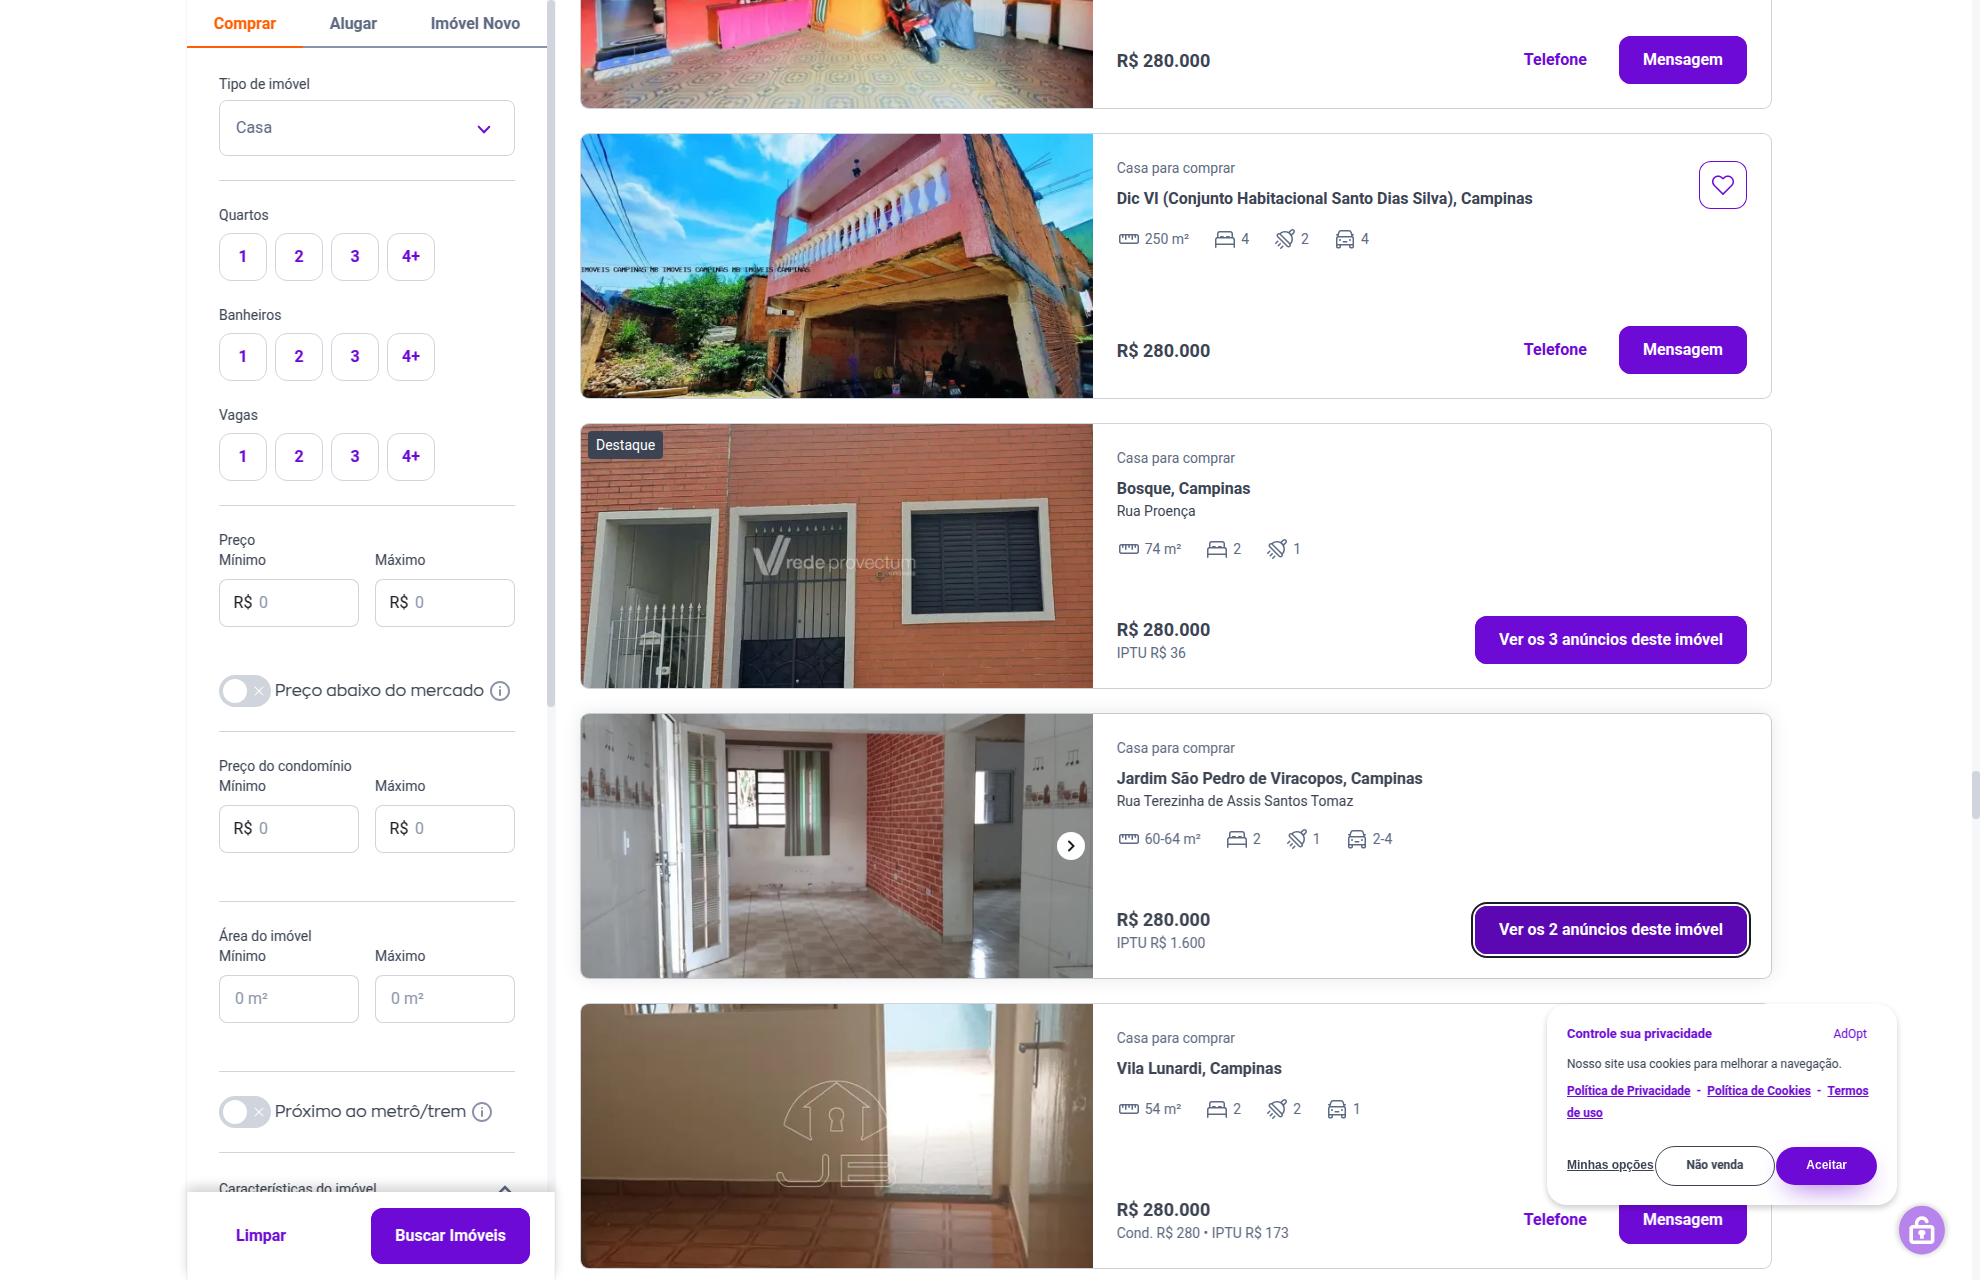 Comprar
Alugar
Imóvel Novo
Tipo de imóvel
Casa
Quartos
1
2
3
4+
Banheiros
1
2
3
4+
Vagas
1
2
3
4+
Preço
Mínimo
Máximo
R$ 0
R$ 0
Preço abaixo do mercado
Preço do condomínio
Mínimo
Máximo
R$ 0
R$ 0
Área do imóvel
Mínimo
Máximo
0 m²
0 m²
Próximo ao metrô/trem
Características do imóvel
Limpar
Buscar Imóveis
R$ 280.000
Telefone
Mensagem
IMOVEIS CAMPINAS MB IMOVEIS CAMPINAS MB IMOVEIS CAMPINAS
Casa para comprar
Dic VI (Conjunto Habitacional Santo Dias Silva), Campinas
250 m²
4
2
4
R$ 280.000
Telefone
Mensagem
Destaque
rede provectum
Casa para comprar
Bosque, Campinas
Rua Proença
74 m²
2
1
R$ 280.000
IPTU R$ 36
Ver os 3 anúncios deste imóvel
Casa para comprar
Jardim São Pedro de Viracopos, Campinas
Rua Terezinha de Assis Santos Tomaz
60-64 m²
2
1
2-4
R$ 280.000
IPTU R$ 1.600
Ver os 2 anúncios deste imóvel
JB
Casa para comprar
Vila Lunardi, Campinas
54 m²
2
2
1
R$ 280.000
Cond. R$ 280 • IPTU R$ 173
Telefone
Mensagem
Controle sua privacidade
AdOpt
Nosso site usa cookies para melhorar a navegação.
Política de Privacidade - Política de Cookies - Termos
de uso
Minhas opções
Não venda
Aceitar